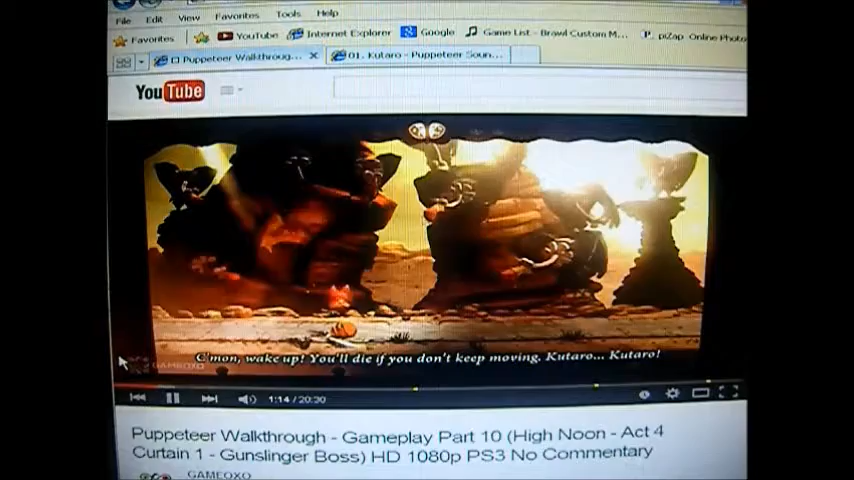 File Edit View Favorites Tools Help
Favorites YouTube Internet Explorer Google Game List - Brawl Custom M... piZap Online Photo
Puppeteer Walkthroug... X 01. Kutaro - Puppeteer Soun...
YouTube
C'mon, wake up! You'll die if you don't keep moving. Kutaro... Kutaro!
GAMEOXO
1:14 / 20:30
Puppeteer Walkthrough - Gameplay Part 10 (High Noon - Act 4
Curtain 1 - Gunslinger Boss) HD 1080p PS3 No Commentary
GAMEOXO